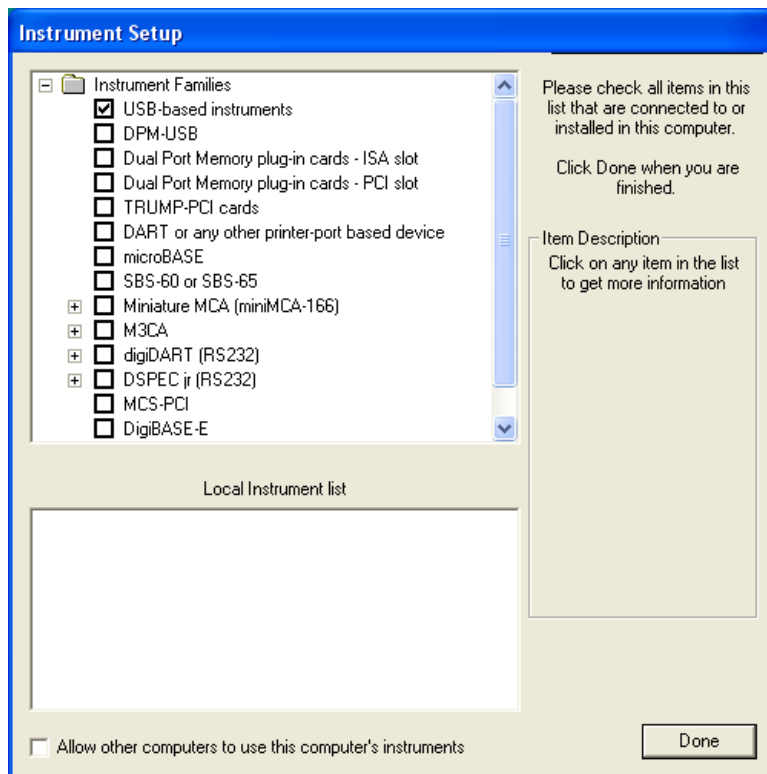 Instrument Setup
Instrument Families
USB-based instruments
DPM-USB
Dual Port Memory plug-in cards - ISA slot
Dual Port Memory plug-in cards - PCI slot
TRUMP-PCI cards
DART or any other printer-port based device
microBASE
SBS-60 or SBS-65
Miniature MCA (miniMCA-166)
M3CA
digiDART (RS232)
DSPEC jr (RS232)
MCS-PCI
DigiBASE-E
Please check all items in this
list that are connected to or
installed in this computer.
Click Done when you are
finished.
Item Description
Click on any item in the list
to get more information
Local Instrument list
Allow other computers to use this computer's instruments
Done